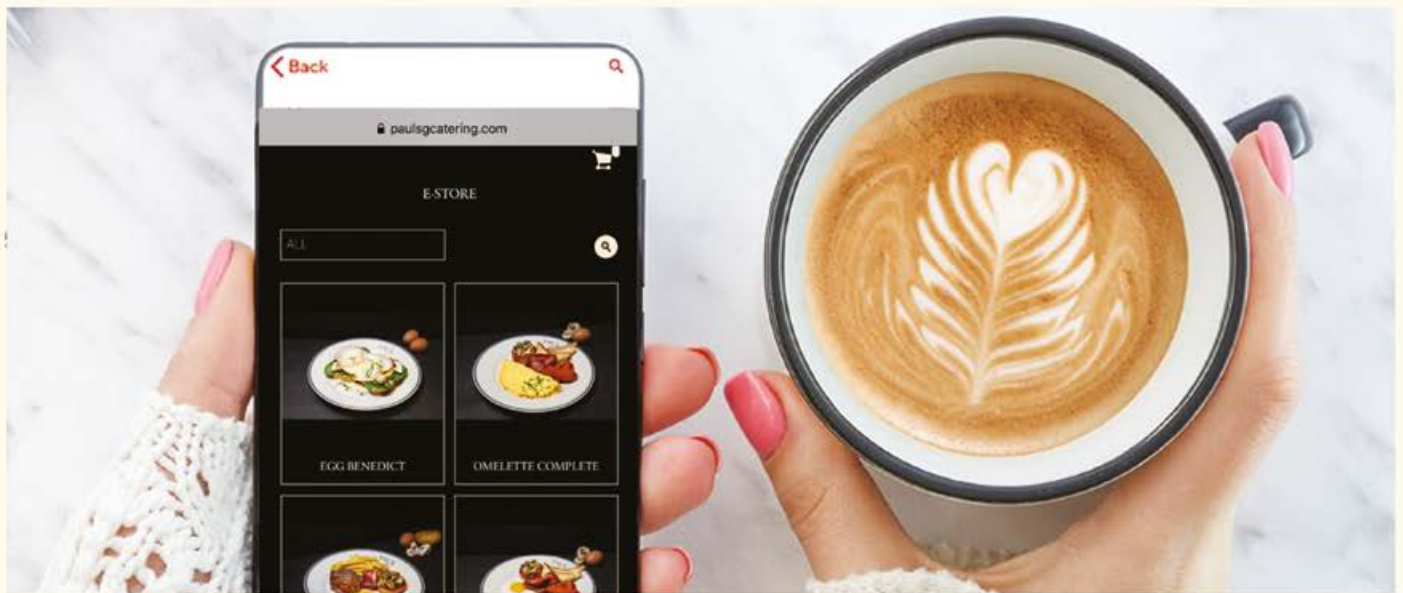 Back
paulsgcatering.com
E-STORE
ALL
EGG BENEDICT
OMELETTE COMPLETE